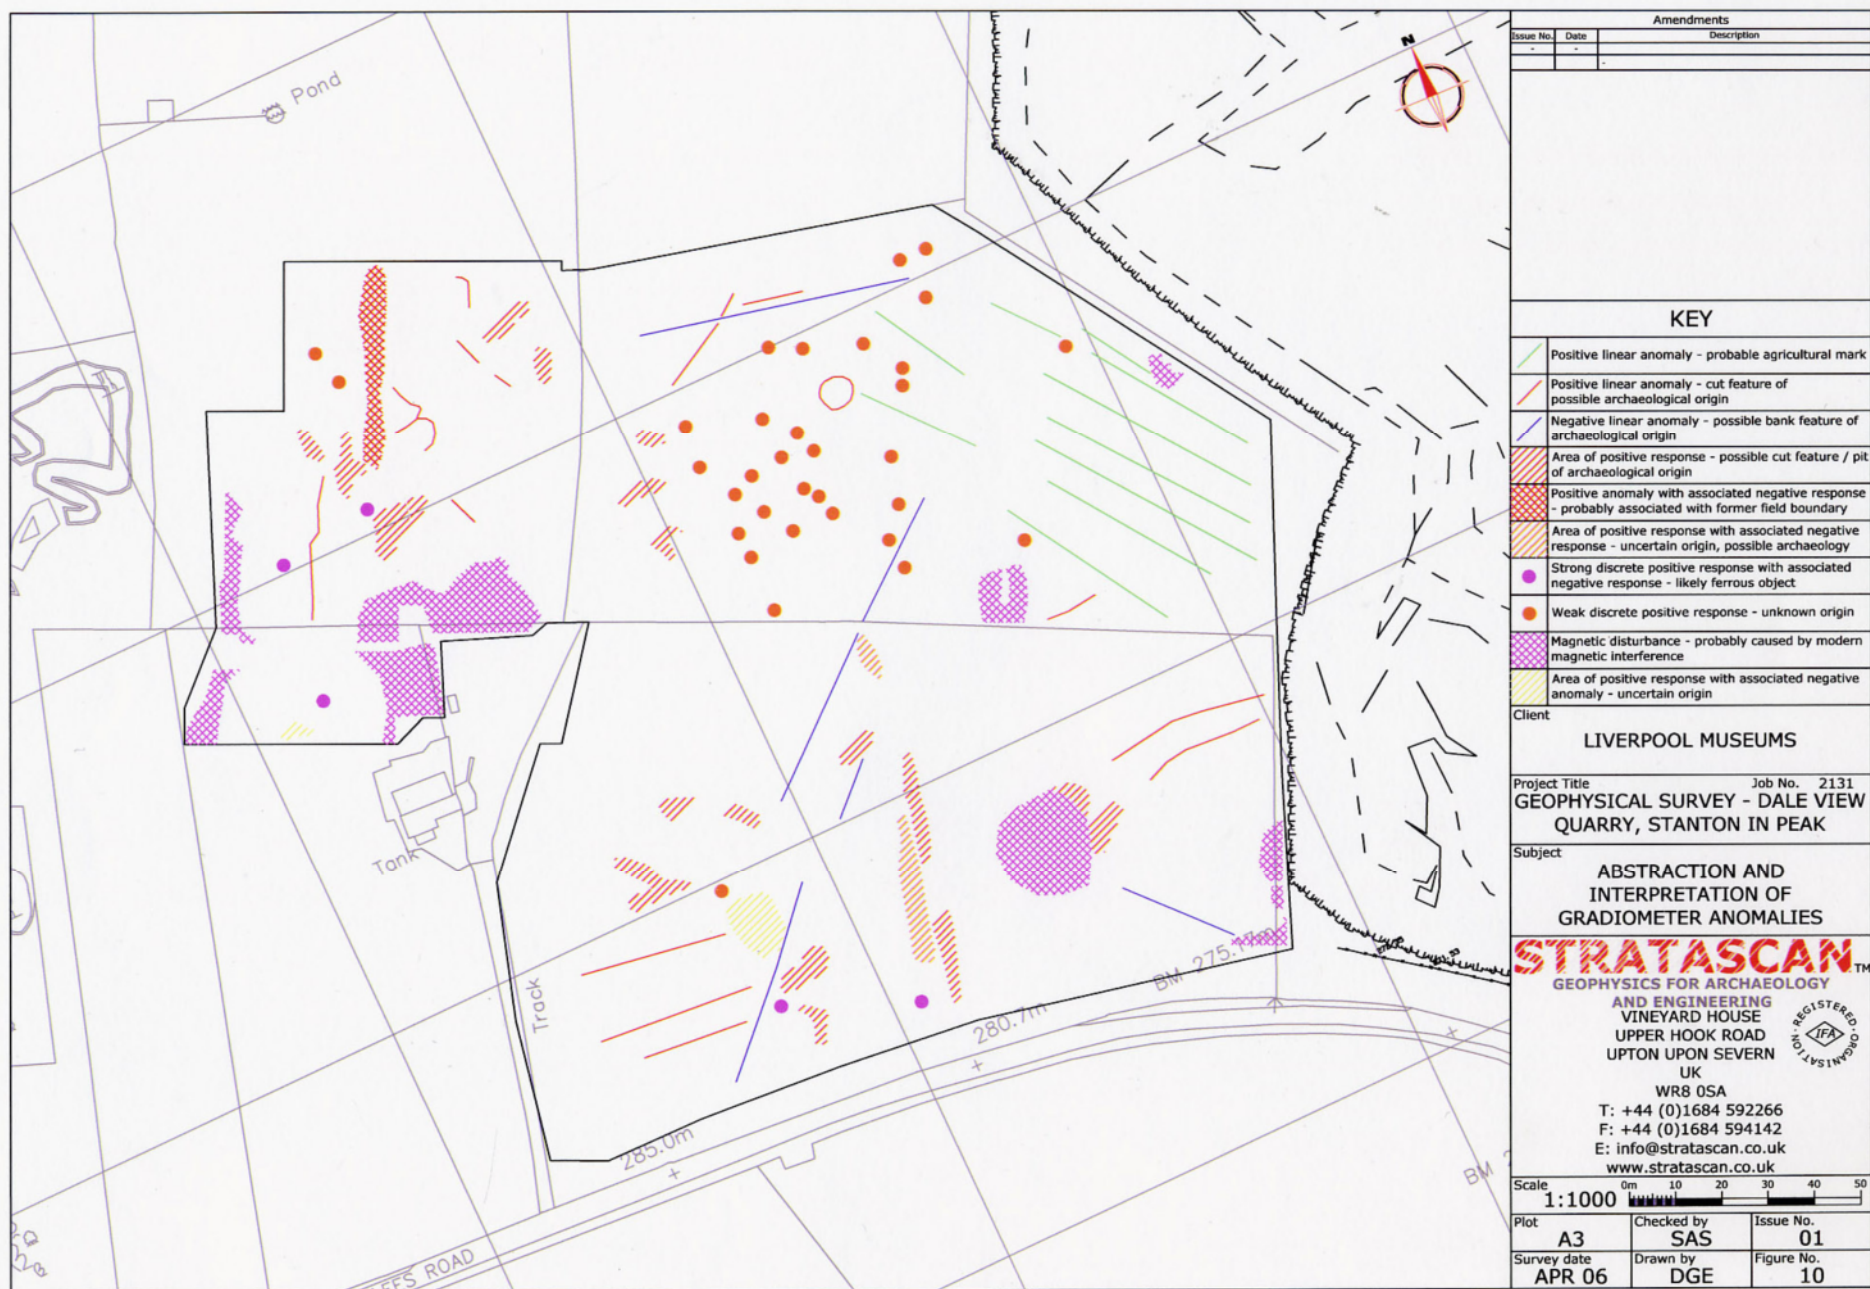 Pond
N
Tank
Track
BM 275.17m
280.7m
285.0m
BM 2
EES ROAD
Amendments
Issue No. Date Description
- - -
KEY
Positive linear anomaly - probable agricultural mark
Positive linear anomaly - cut feature of
possible archaeological origin
Negative linear anomaly - possible bank feature of
archaeological origin
Area of positive response - possible cut feature / pit
of archaeological origin
Positive anomaly with associated negative response
- probably associated with former field boundary
Area of positive response with associated negative
response - uncertain origin, possible archaeology
Strong discrete positive response with associated
negative response - likely ferrous object
Weak discrete positive response - unknown origin
Magnetic disturbance - probably caused by modern
magnetic interference
Area of positive response with associated negative
anomaly - uncertain origin
Client
LIVERPOOL MUSEUMS
Project Title Job No. 2131
GEOPHYSICAL SURVEY - DALE VIEW
QUARRY, STANTON IN PEAK
Subject
ABSTRACTION AND
INTERPRETATION OF
GRADIOMETER ANOMALIES
STRATASCAN TM
GEOPHYSICS FOR ARCHAEOLOGY
AND ENGINEERING
VINEYARD HOUSE
UPPER HOOK ROAD
UPTON UPON SEVERN
UK
WR8 0SA
T: +44 (0)1684 592266
F: +44 (0)1684 594142
E: info@stratascan.co.uk
www.stratascan.co.uk
REGISTERED · ORGANISATION ·
IFA
Scale
1:1000
0m 10 20 30 40 50
Plot
A3
Checked by
SAS
Issue No.
01
Survey date
APR 06
Drawn by
DGE
Figure No.
10